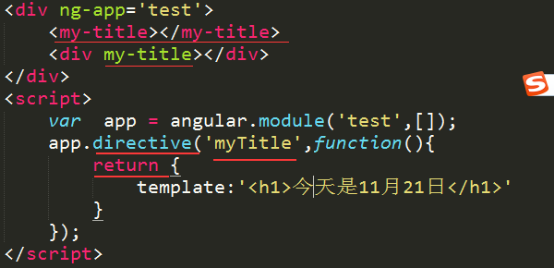 <div ng-app='test'>
    <my-title></my-title>
    <div my-title></div>
</div>
<script>
    var  app = angular.module('test',[]);
    app.directive('myTitle',function(){
        return {
            template:'<h1>今天是11月21日</h1>'
        }
    });
</script>